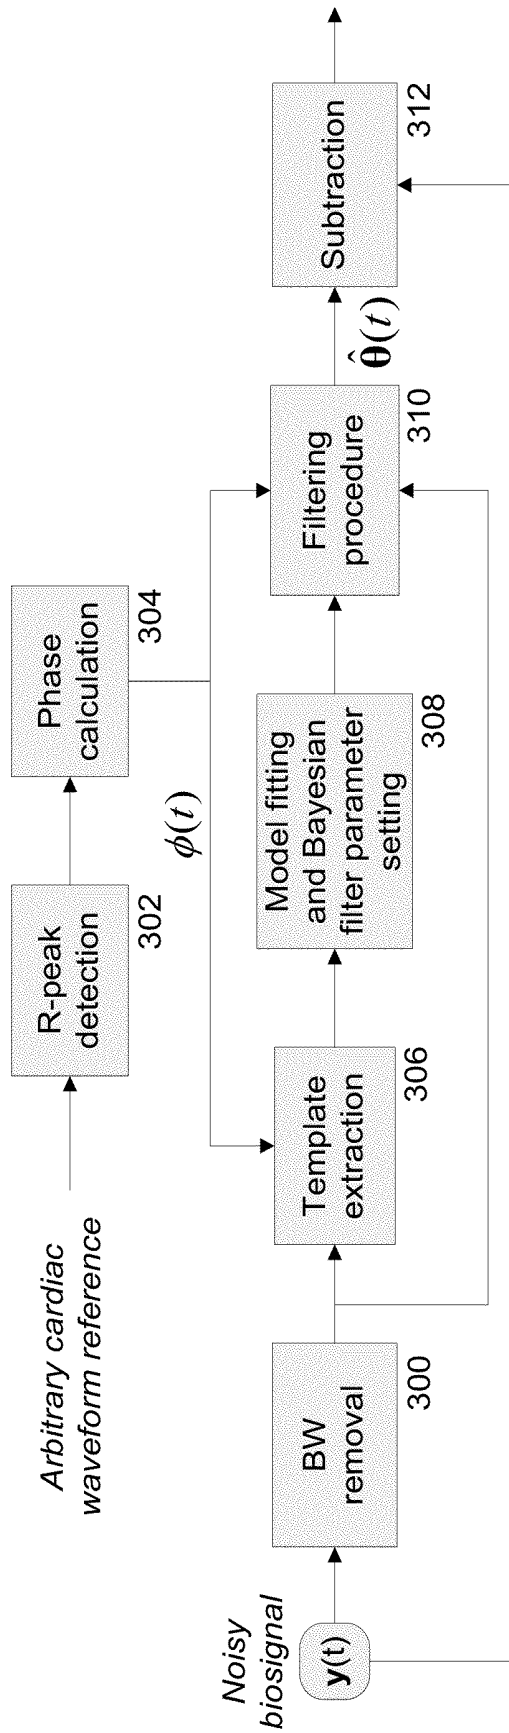 Arbitrary cardiac
waveform reference
R-peak
detection
302
Phase
calculation
304
ϕ(t)
Noisy
biosignal
y(t)
BW
removal
300
Template
extraction
306
Model fitting
and Bayesian
filter parameter
setting
308
Filtering
procedure
310
θ̂(t)
Subtraction
312